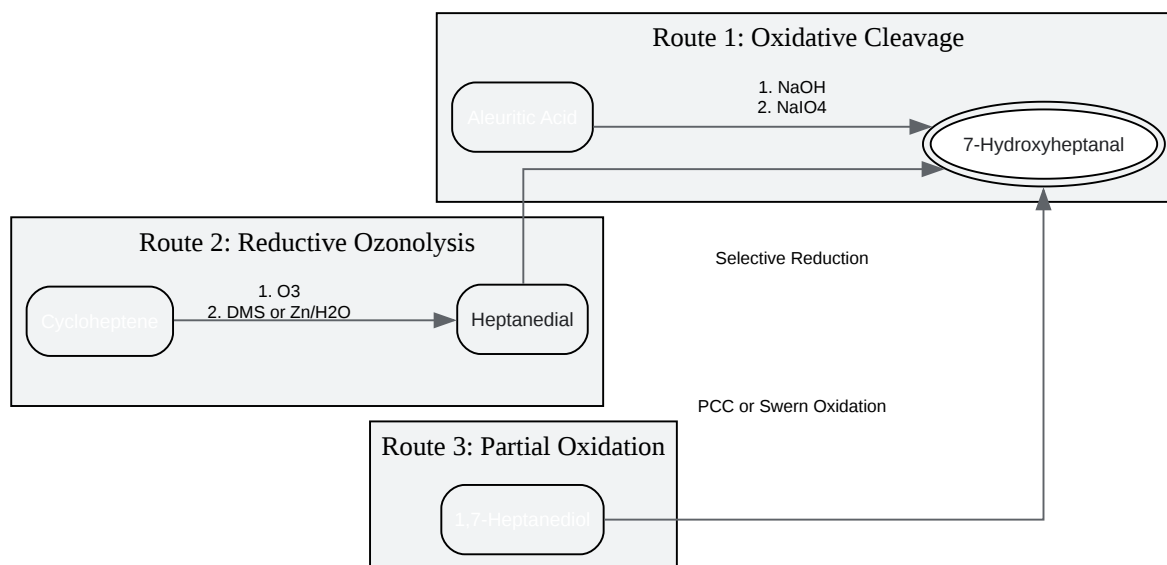 Route 1: Oxidative Cleavage
Aleuritic Acid
1. NaOH
2. NaIO4
7-Hydroxyheptanal
Route 2: Reductive Ozonolysis
Cycloheptene
1. O3
2. DMS or Zn/H2O
Heptanedial
Selective Reduction
PCC or Swern Oxidation
Route 3: Partial Oxidation
1,7-Heptanediol